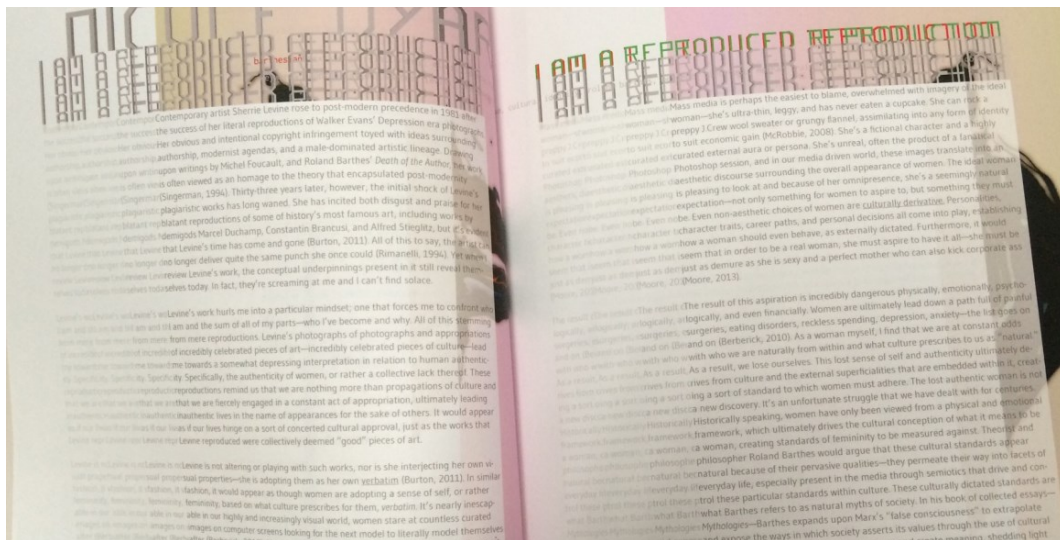 I AM A REPRODUCED REPRODUCTION
Contemporary artist Sherrie Levine rose to post-modern precedence in 1981 after
the success of her literal reproductions of Walker Evans' Depression era photographs.
Her obvious and intentional copyright infringement toyed with ideas surrounding
authorship, modernist agendas, and a male-dominated artistic lineage. Drawing
upon writings by Michel Foucault, and Roland Barthes' Death of the Author, her work
is often viewed as an homage to the theory that encapsulated post-modernity
(Singerman, 1994). Thirty-three years later, however, the initial shock of Levine's
plagiaristic works has long waned. She has incited both disgust and praise for her
blatant reproductions of some of history's most famous art, including works by
demigods Marcel Duchamp, Constantin Brancusi, and Alfred Stieglitz, but it's evident
that Levine's time has come and gone (Burton, 2011). All of this to say, the artist can
no longer deliver quite the same punch she once could (Rimanelli, 1994). Yet when I
review Levine's work, the conceptual underpinnings present in it still reveal them-
selves today. In fact, they're screaming at me and I can't find solace.
Levine's work hurls me into a particular mindset; one that forces me to confront who
I am and the sum of all of my parts—who I've become and why. All of this stemming
from mere reproductions. Levine's photographs of photographs and appropriations
of incredibly celebrated pieces of art—incredibly celebrated pieces of culture—lead
me towards a somewhat depressing interpretation in relation to human authentic-
ity. Specifically, the authenticity of women, or rather a collective lack thereof. These
reproductions remind us that we are nothing more than propagations of culture and
that we are fiercely engaged in a constant act of appropriation, ultimately leading
inauthentic lives in the name of appearances for the sake of others. It would appear
as if our lives hinge on a sort of concerted cultural approval, just as the works that
Levine reproduced were collectively deemed "good" pieces of art.
Levine is not altering or playing with such works, nor is she interjecting her own vi-
sual properties—she is adopting them as her own verbatim (Burton, 2011). In similar
fashion, it would appear as though women are adopting a sense of self, or rather
femininity, based on what culture prescribes for them, verbatim. It's nearly inescap-
able in our highly and increasingly visual world, women stare at countless curated
images on computer screens looking for the next model to literally model themselves
I AM A REPRODUCED REPRODUCTION
Mass media is perhaps the easiest to blame, overwhelmed with imagery of the ideal
woman—she's ultra-thin, leggy, and has never eaten a cupcake. She can rock a
preppy J.Crew wool sweater or grungy flannel, assimilating into any form of identity
to suit economic gain (McRobbie, 2008). She's a fictional character and a highly
curated external aura or persona. She's unreal, often the product of a fanatical
Photoshop session, and in our media driven world, these images translate into an
aesthetic discourse surrounding the overall appearance of women. The ideal woman
is pleasing to look at and because of her omnipresence, she's a seemingly natural
expectation—not only something for women to aspire to, but something they must
be. Even non-aesthetic choices of women are culturally derivative. Personalities,
character traits, career paths, and personal decisions all come into play, establishing
how a woman should even behave, as externally dictated. Furthermore, it would
seem that in order to be a real woman, she must aspire to have it all—she must be
just as demure as she is sexy and a perfect mother who can also kick corporate ass
(Moore, 2013).
The result of this aspiration is incredibly dangerous physically, emotionally, psycho-
logically, and even financially. Women are ultimately lead down a path full of painful
surgeries, eating disorders, reckless spending, depression, anxiety—the list goes on
and on (Berberick, 2010). As a woman myself, I find that we are at constant odds
with who we are naturally from within and what culture prescribes to us as "natural."
As a result, we lose ourselves. This lost sense of self and authenticity ultimately de-
rives from culture and the external superficialities that are embedded within it, creat-
ing a sort of standard to which women must adhere. The lost authentic woman is not
a new discovery. It's an unfortunate struggle that we have dealt with for centuries.
Historically speaking, women have only been viewed from a physical and emotional
framework, which ultimately drives the cultural conception of what it means to be
a woman, creating standards of femininity to be measured against. Theorist and
philosopher Roland Barthes would argue that these cultural standards appear
natural because of their pervasive qualities—they permeate their way into facets of
everyday life, especially present in the media through semiotics that drive and con-
trol these particular standards within culture. These culturally dictated standards are
what Barthes refers to as natural myths of society. In his book of collected essays—
Mythologies—Barthes expands upon Marx's "false consciousness" to extrapolate
and expose the ways in which society asserts its values through the use of cultural